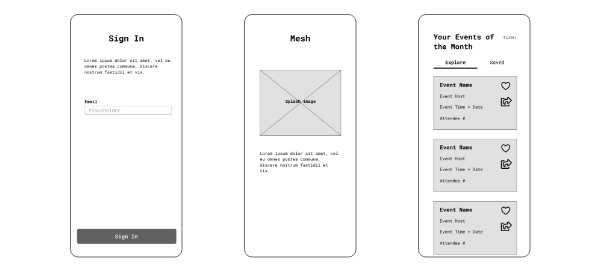 Sign In
Lorem ipsum dolor sit amet, vel eu
omnes postea commune, discere
nostrum fastidii et vis.
Email
Placeholder
Sign In
Mesh
Splash image
Lorem ipsum dolor sit amet, vel
eu omnes postea commune,
discere nostrum fastidii et
vis.
Your Events of
the Month
Filter
Explore
Saved
Event Name
Event Host
Event Time + Date
Attendee #
Event Name
Event Host
Event Time + Date
Attendee #
Event Name
Event Host
Event Time + Date
Attendee #